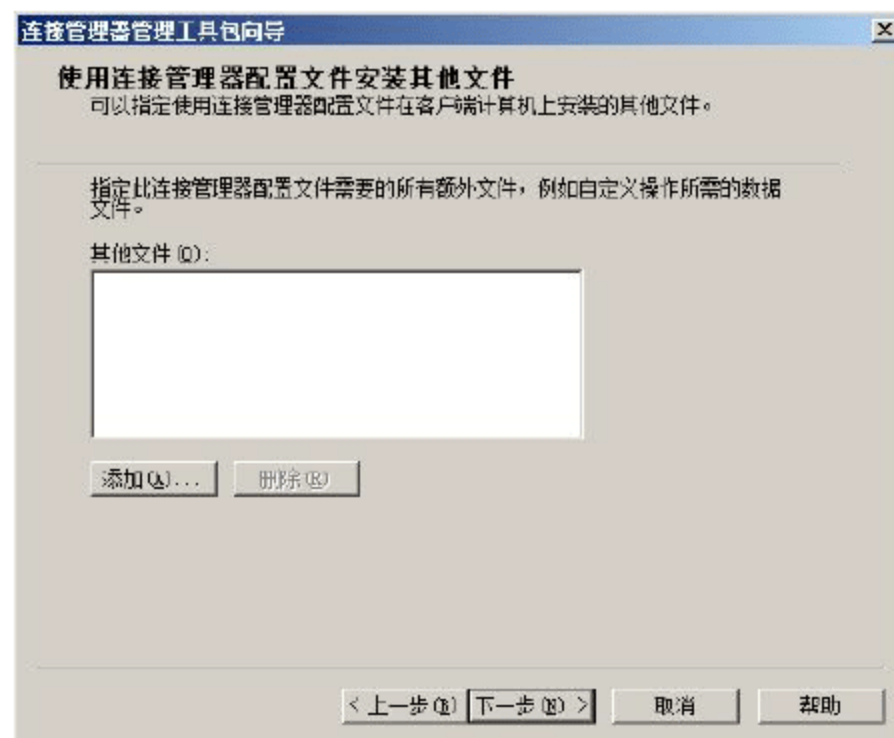 连接管理器管理工具包向导
使用连接管理器配置文件安装其他文件
可以指定使用连接管理器配置文件在客户端计算机上安装的其他文件。
指定此连接管理器配置文件需要的所有额外文件，例如自定义操作所需的数据
文件。
其他文件(O):
添加(A)... 删除(R)
< 上一步(B) 下一步(N) > 取消 帮助